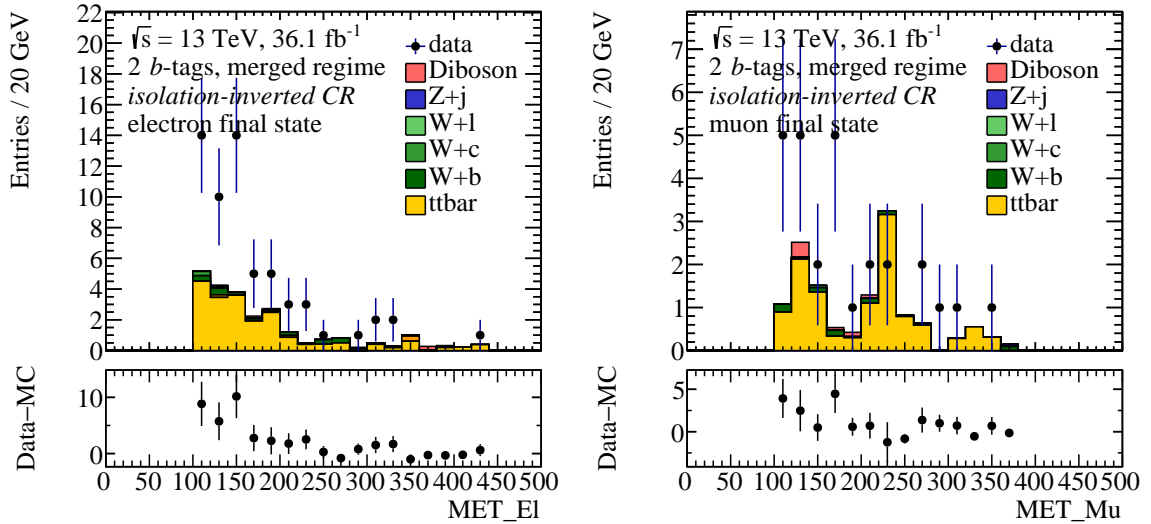 Entries / 20 GeV
22
20
18
16
14
12
10
8
6
4
2
0
√s = 13 TeV, 36.1 fb⁻¹
2 b-tags, merged regime
isolation-inverted CR
electron final state
data
Diboson
Z+j
W+l
W+c
W+b
ttbar
Data−MC
10
0
0 50 100 150 200 250 300 350 400 450 500
MET_El
Entries / 20 GeV
7
6
5
4
3
2
1
0
√s = 13 TeV, 36.1 fb⁻¹
2 b-tags, merged regime
isolation-inverted CR
muon final state
data
Diboson
Z+j
W+l
W+c
W+b
ttbar
Data−MC
5
0
0 50 100 150 200 250 300 350 400 450 500
MET_Mu